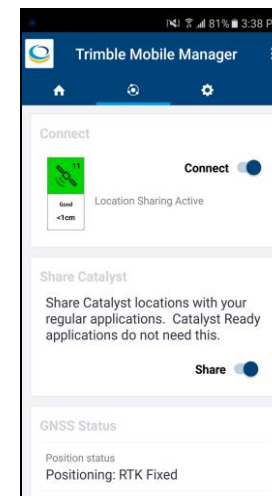 81% 3:38 P
Trimble Mobile Manager
Connect
11
Good
<1cm
Connect
Location Sharing Active
Share Catalyst
Share Catalyst locations with your
regular applications. Catalyst Ready
applications do not need this.
Share
GNSS Status
Position status
Positioning: RTK Fixed